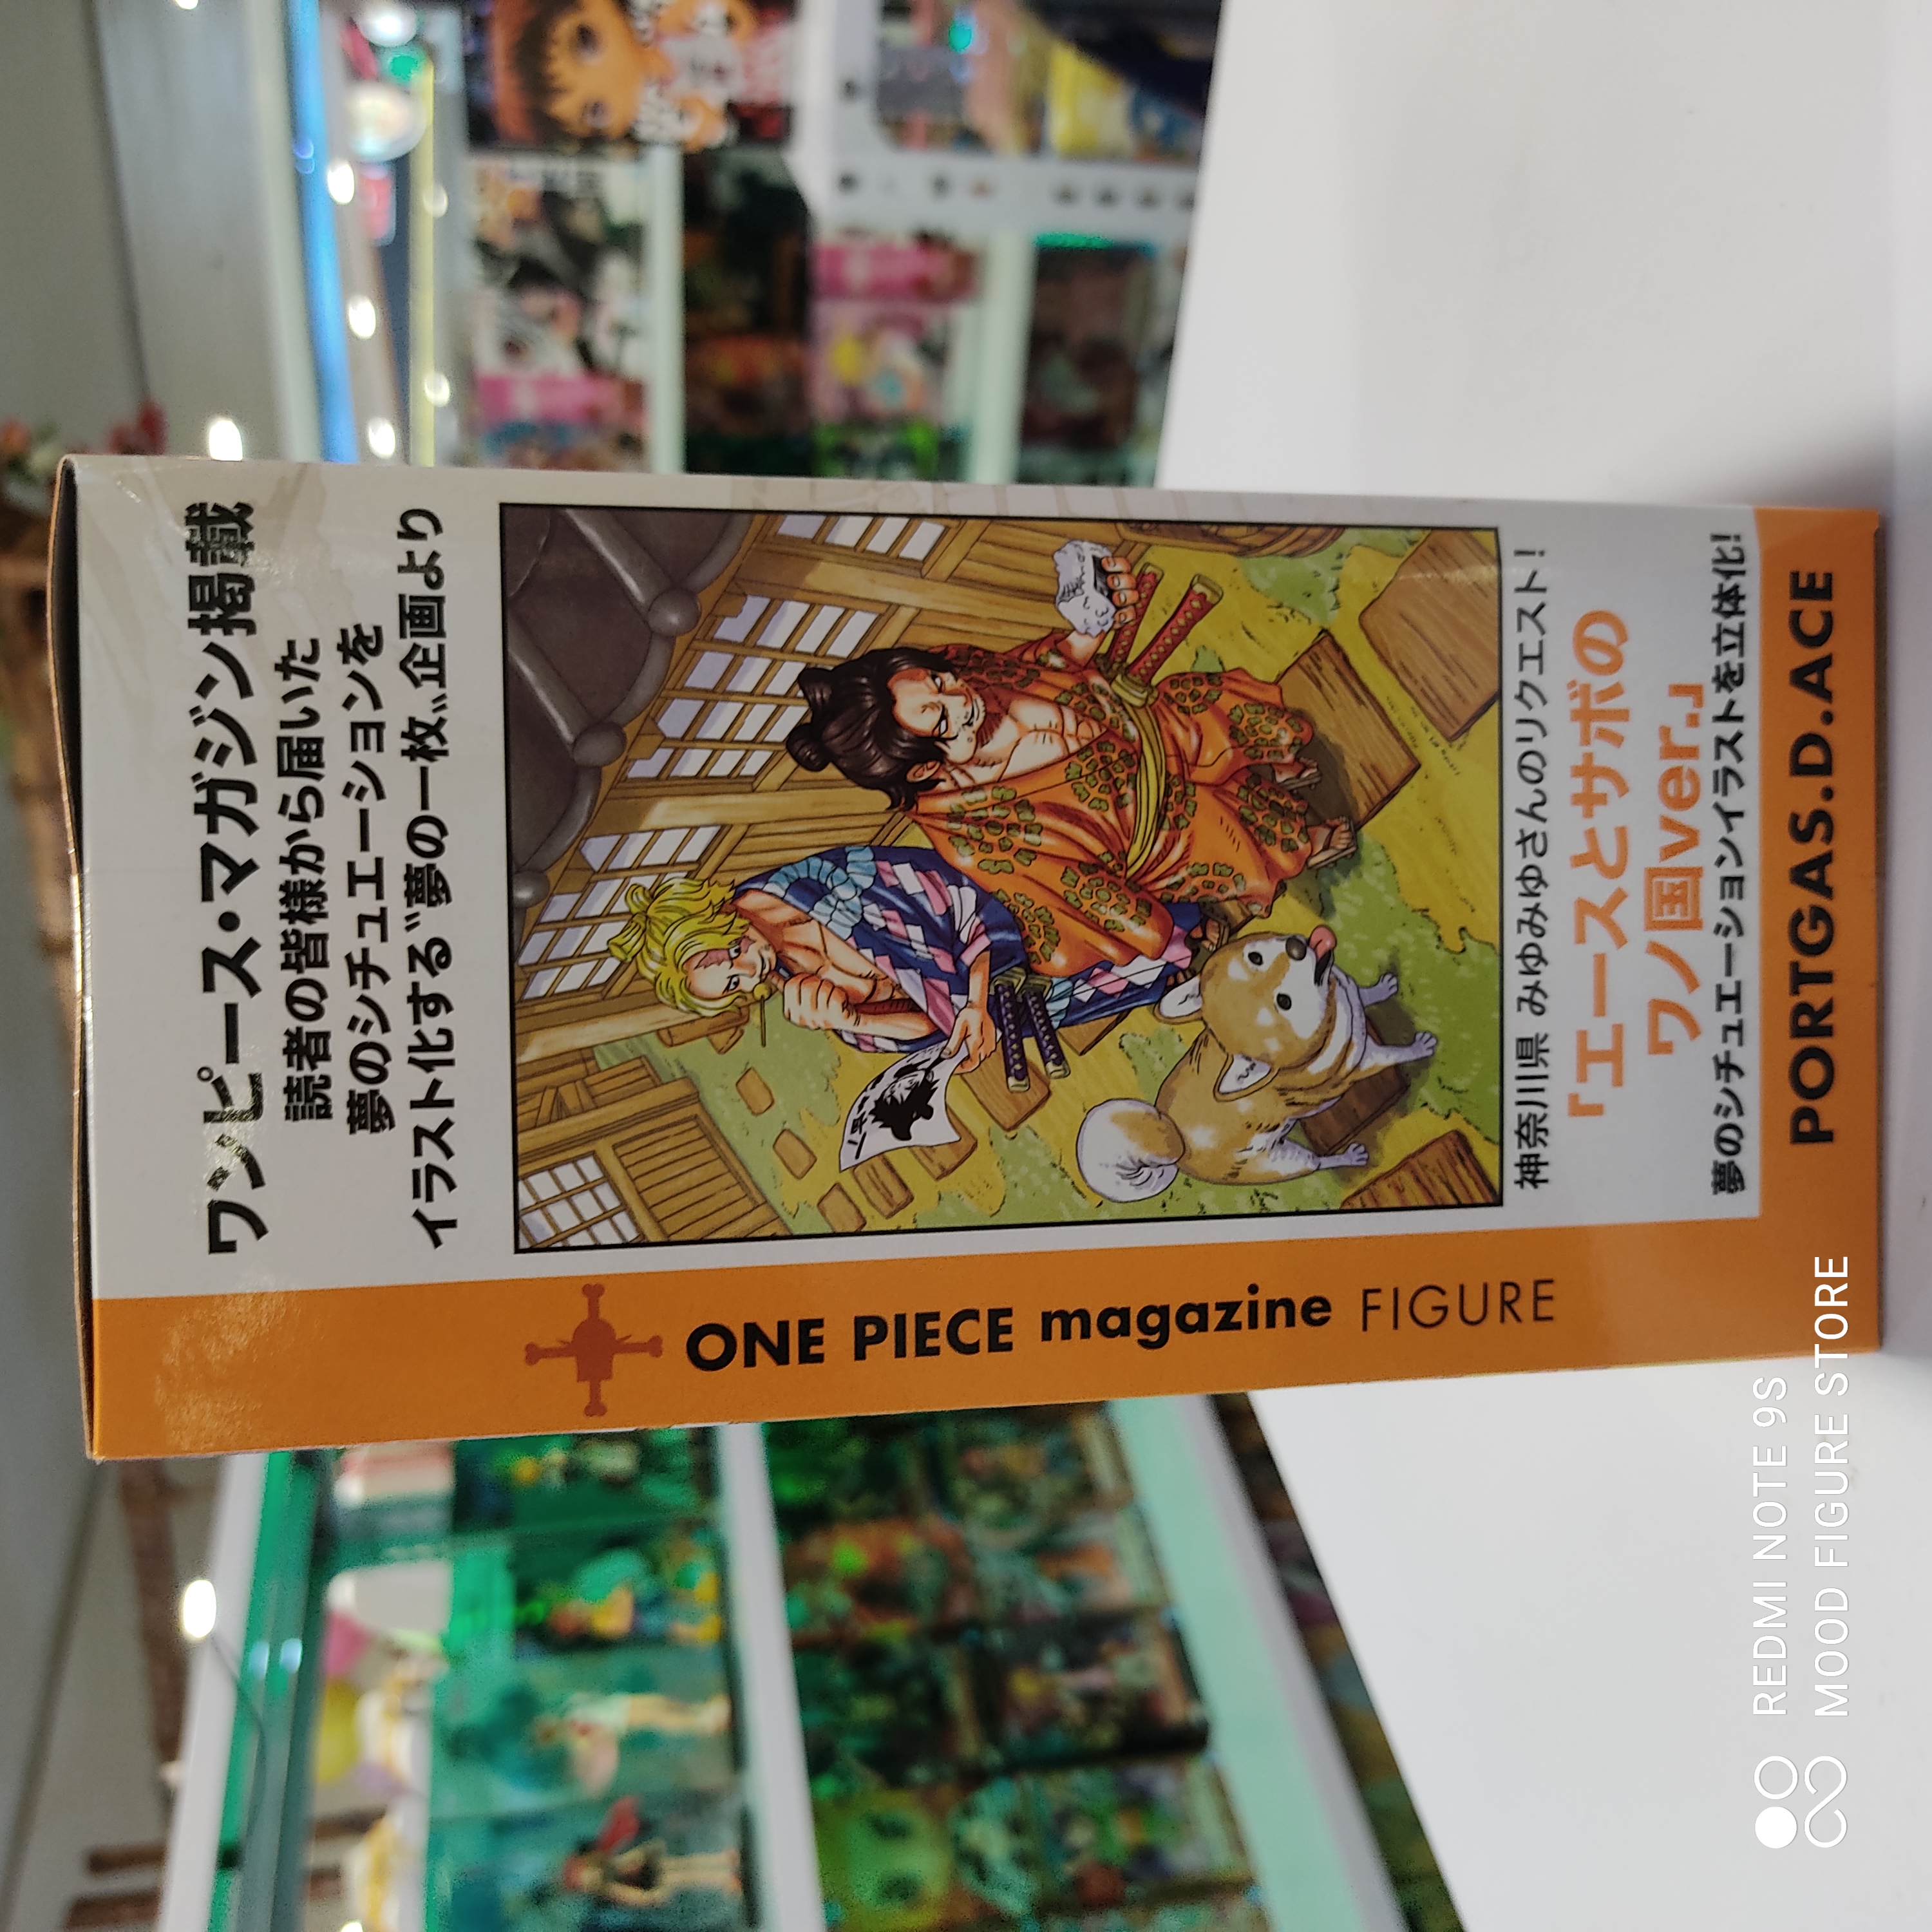 ワンピース・マガジン掲載
読者の皆様から届いた
夢のシチュエーションを
イラスト化する〝夢の一枚〟企画より
神奈川県 みゆみゆさんのリクエスト!
「エースとサボの
ワノ国ver.」
夢のシチュエーションイラストを立体化!
PORTGAS.D.ACE
ONE PIECE magazine FIGURE
REDMI NOTE 9S
MOOD FIGURE STORE